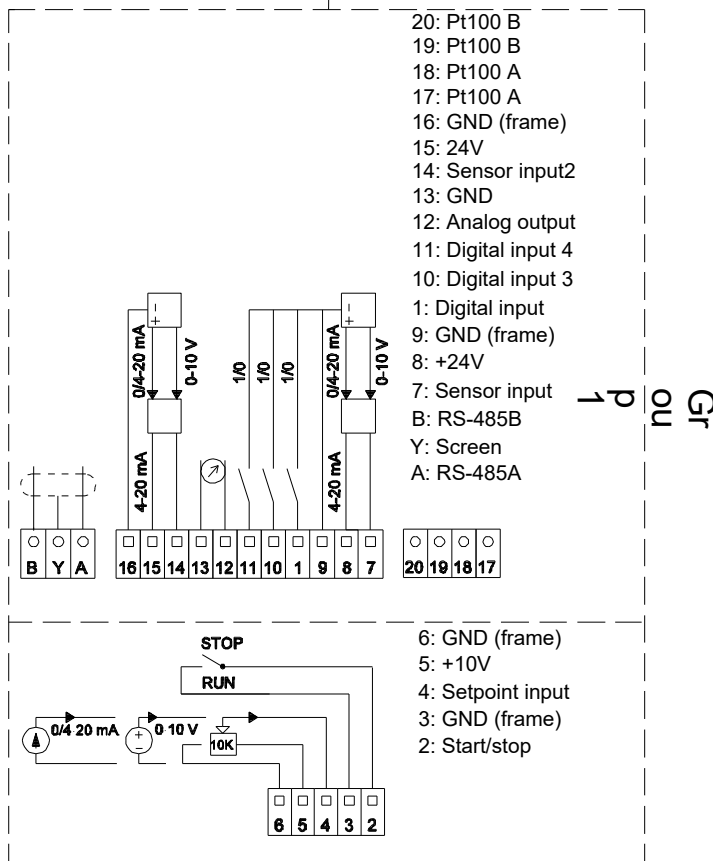 20: Pt100 B
19: Pt100 B
18: Pt100 A
17: Pt100 A
16: GND (frame)
15: 24V
14: Sensor input2
13: GND
12: Analog output
11: Digital input 4
10: Digital input 3
1: Digital input
9: GND (frame)
8: +24V
7: Sensor input
B: RS-485B
Y: Screen
A: RS-485A
Gr
ou
p
1
- +
- +
0/4-20 mA
0-10 V
1/0
1/0
1/0
0/4-20 mA
0-10 V
4-20 mA
4-20 mA
B Y A
16 15 14 13 12 11 10 1 9 8 7
20 19 18 17
STOP
RUN
0/4-20 mA
0-10 V
+ -
10K
6 5 4 3 2
6: GND (frame)
5: +10V
4: Setpoint input
3: GND (frame)
2: Start/stop